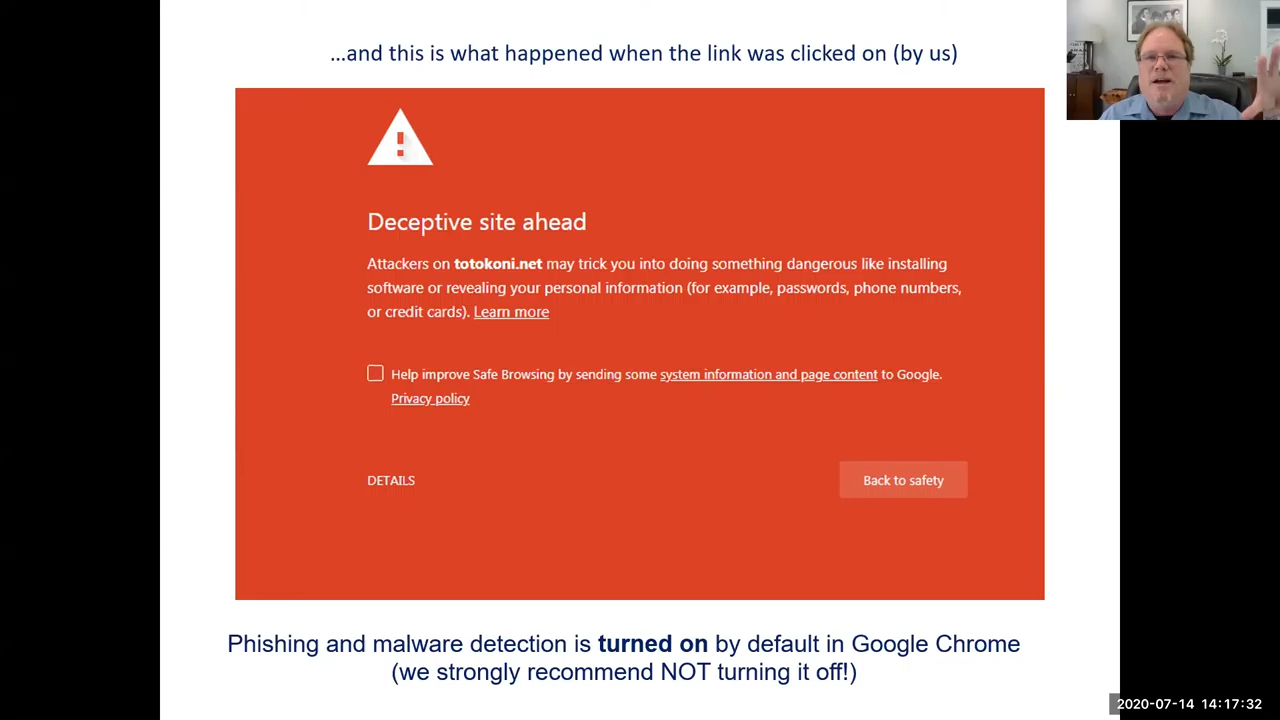 ...and this is what happened when the link was clicked on (by us)
Deceptive site ahead
Attackers on totokoni.net may trick you into doing something dangerous like installing
software or revealing your personal information (for example, passwords, phone numbers,
or credit cards). Learn more
Help improve Safe Browsing by sending some system information and page content to Google.
Privacy policy
DETAILS
Back to safety
Phishing and malware detection is turned on by default in Google Chrome
(we strongly recommend NOT turning it off!)
2020-07-14 14:17:32